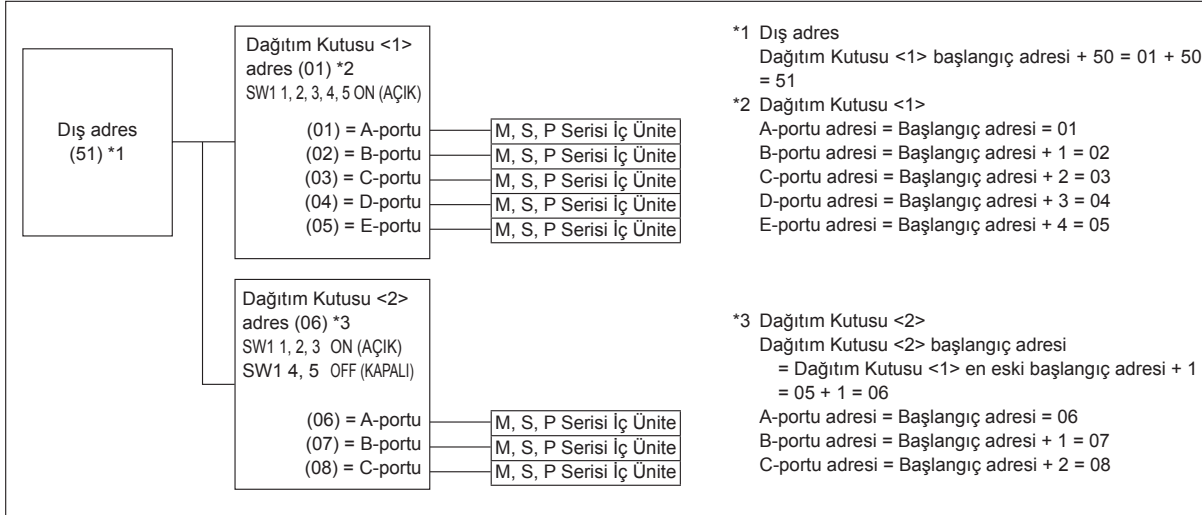 Dış adres
(51) *1
Dağıtım Kutusu <1>
adres (01) *2
SW1 1, 2, 3, 4, 5 ON (AÇIK)
(01) = A-portu
M, S, P Serisi İç Ünite
(02) = B-portu
M, S, P Serisi İç Ünite
(03) = C-portu
M, S, P Serisi İç Ünite
(04) = D-portu
M, S, P Serisi İç Ünite
(05) = E-portu
M, S, P Serisi İç Ünite
Dağıtım Kutusu <2>
adres (06) *3
SW1 1, 2, 3 ON (AÇIK)
SW1 4, 5 OFF (KAPALI)
(06) = A-portu
M, S, P Serisi İç Ünite
(07) = B-portu
M, S, P Serisi İç Ünite
(08) = C-portu
M, S, P Serisi İç Ünite
*1 Dış adres
Dağıtım Kutusu <1> başlangıç adresi + 50 = 01 + 50
= 51
*2 Dağıtım Kutusu <1>
A-portu adresi = Başlangıç adresi = 01
B-portu adresi = Başlangıç adresi + 1 = 02
C-portu adresi = Başlangıç adresi + 2 = 03
D-portu adresi = Başlangıç adresi + 3 = 04
E-portu adresi = Başlangıç adresi + 4 = 05
*3 Dağıtım Kutusu <2>
Dağıtım Kutusu <2> başlangıç adresi
= Dağıtım Kutusu <1> en eski başlangıç adresi + 1
= 05 + 1 = 06
A-portu adresi = Başlangıç adresi = 06
B-portu adresi = Başlangıç adresi + 1 = 07
C-portu adresi = Başlangıç adresi + 2 = 08